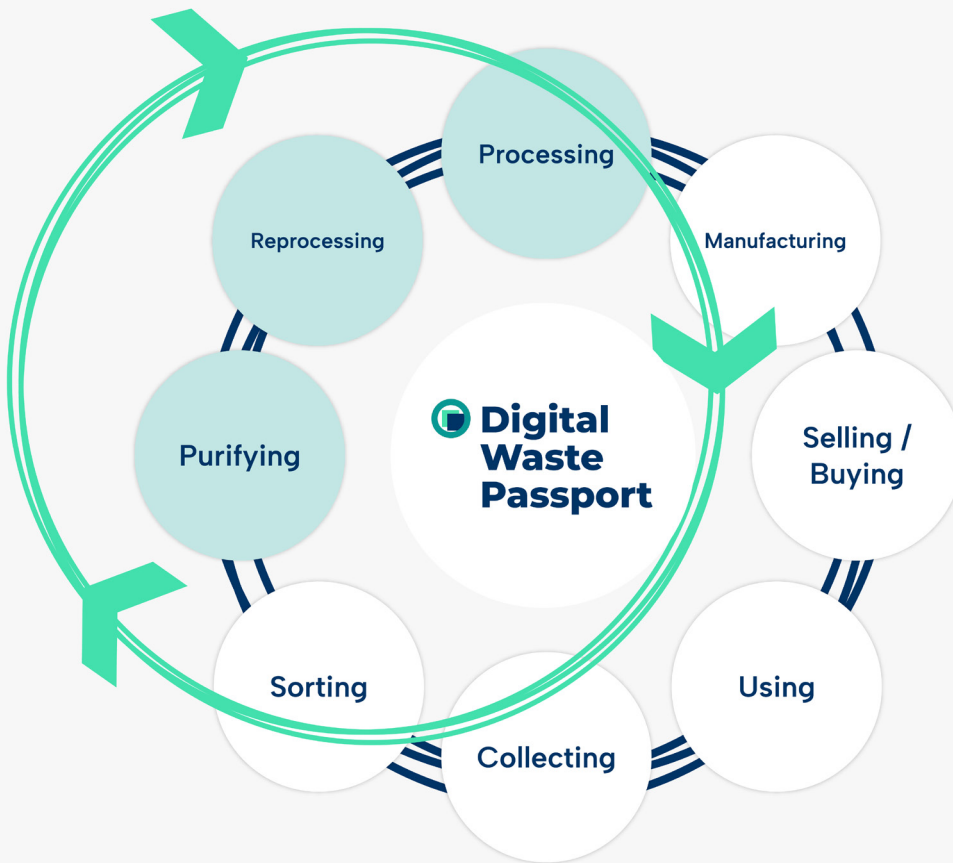 Processing
Manufacturing
Selling /
Buying
Using
Collecting
Sorting
Purifying
Reprocessing
Digital
Waste
Passport